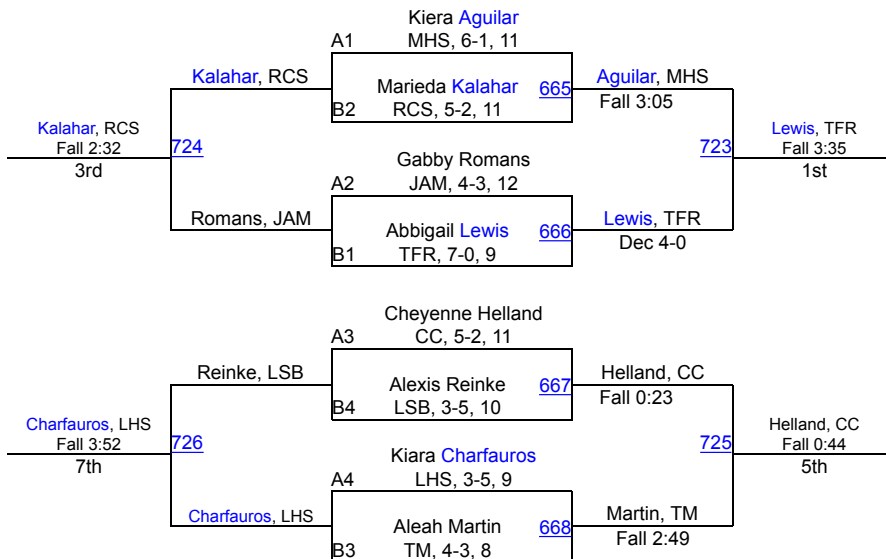 Kiera Aguilar
A1
MHS, 6-1, 11
Kalahar, RCS
Marieda Kalahar
665
Aguilar, MHS
B2
RCS, 5-2, 11
Fall 3:05
Kalahar, RCS
Fall 2:32
724
3rd
723
Lewis, TFR
Fall 3:35
1st
Gabby Romans
A2
JAM, 4-3, 12
Romans, JAM
Abbigail Lewis
666
Lewis, TFR
B1
TFR, 7-0, 9
Dec 4-0
Cheyenne Helland
A3
CC, 5-2, 11
Reinke, LSB
Alexis Reinke
667
Helland, CC
B4
LSB, 3-5, 10
Fall 0:23
Charfauros, LHS
Fall 3:52
726
7th
725
Helland, CC
Fall 0:44
5th
Kiara Charfauros
A4
LHS, 3-5, 9
Charfauros, LHS
Aleah Martin
668
Martin, TM
B3
TM, 4-3, 8
Fall 2:49